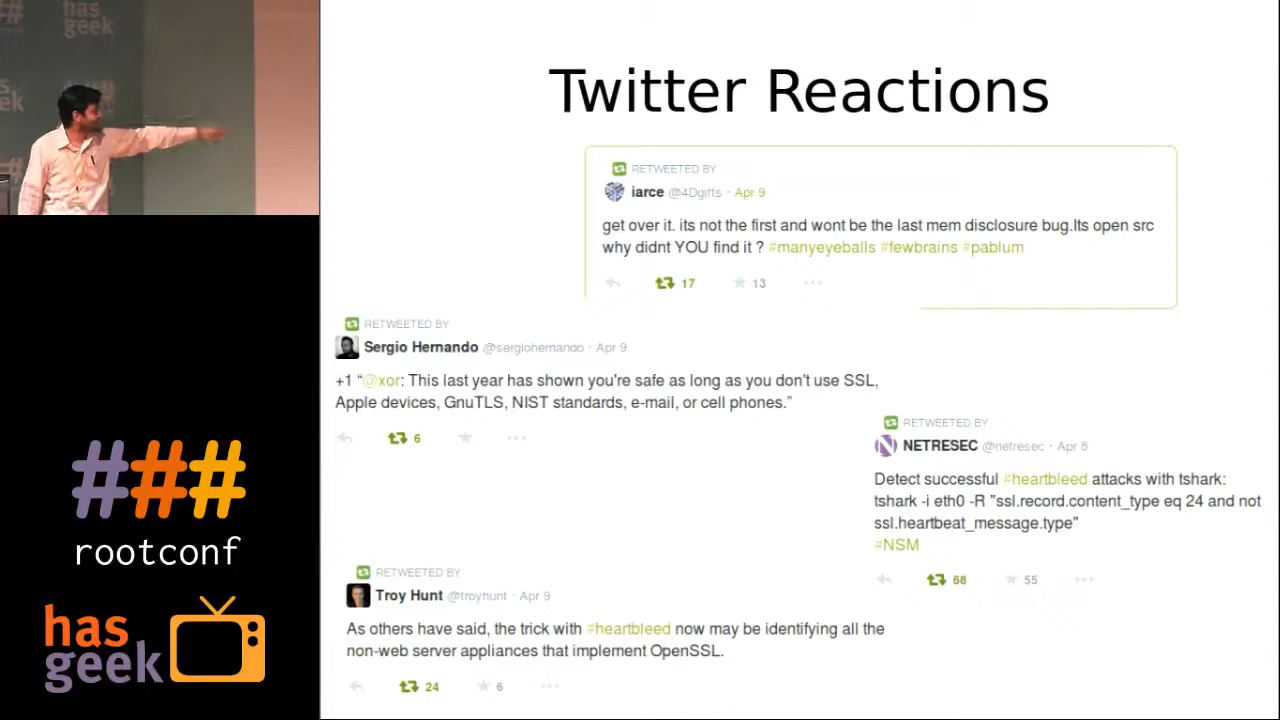 has
geek
##
ek
Twitter Reactions
RETWEETED BY
iarce @4Dgifts · Apr 9
get over it. its not the first and wont be the last mem disclosure bug.Its open src
why didnt YOU find it ? #manyeyeballs #fewbrains #pablum
17 13
RETWEETED BY
Sergio Hernando @sergiohernando · Apr 9
+1 “@xor: This last year has shown you're safe as long as you don't use SSL,
Apple devices, GnuTLS, NIST standards, e-mail, or cell phones.”
6
RETWEETED BY
NETRESEC @netresec · Apr 8
Detect successful #heartbleed attacks with tshark:
tshark -i eth0 -R "ssl.record.content_type eq 24 and not
ssl.heartbeat_message.type"
#NSM
68 55
RETWEETED BY
Troy Hunt @troyhunt · Apr 9
As others have said, the trick with #heartbleed now may be identifying all the
non-web server appliances that implement OpenSSL.
24 6
###
rootconf
has
geek